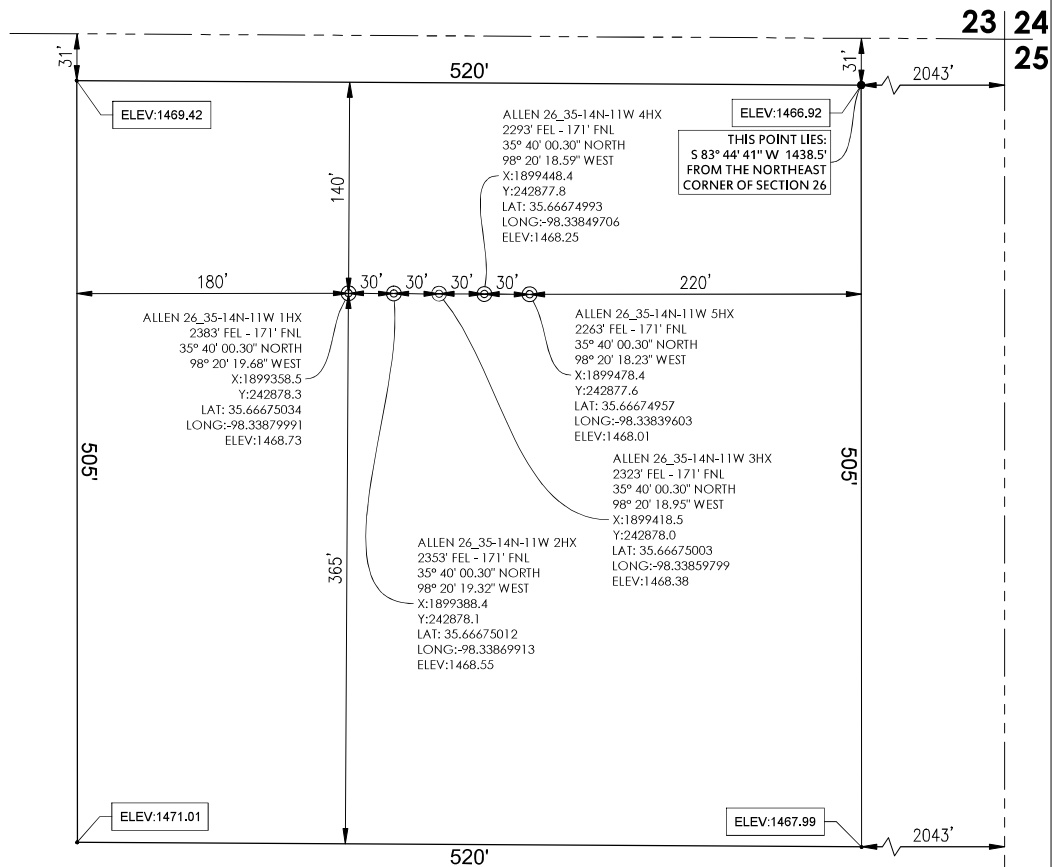 23 24
25
31'
520'
31'
2043'
ELEV:1469.42
ELEV:1466.92
THIS POINT LIES:
S 83° 44' 41" W 1438.5'
FROM THE NORTHEAST
CORNER OF SECTION 26
ALLEN 26_35-14N-11W 4HX
2293' FEL - 171' FNL
35° 40' 00.30" NORTH
98° 20' 18.59" WEST
X:1899448.4
Y:242877.8
LAT: 35.66674993
LONG:-98.33849706
ELEV:1468.25
140'
180'
30'
30'
30'
30'
220'
ALLEN 26_35-14N-11W 1HX
2383' FEL - 171' FNL
35° 40' 00.30" NORTH
98° 20' 19.68" WEST
X:1899358.5
Y:242878.3
LAT: 35.66675034
LONG:-98.33879991
ELEV:1468.73
ALLEN 26_35-14N-11W 5HX
2263' FEL - 171' FNL
35° 40' 00.30" NORTH
98° 20' 18.23" WEST
X:1899478.4
Y:242877.6
LAT: 35.66674957
LONG:-98.33839603
ELEV:1468.01
505'
505'
ALLEN 26_35-14N-11W 3HX
2323' FEL - 171' FNL
35° 40' 00.30" NORTH
98° 20' 18.95" WEST
X:1899418.5
Y:242878.0
LAT: 35.66675003
LONG:-98.33859799
ELEV:1468.38
365'
ALLEN 26_35-14N-11W 2HX
2353' FEL - 171' FNL
35° 40' 00.30" NORTH
98° 20' 19.32" WEST
X:1899388.4
Y:242878.1
LAT: 35.66675012
LONG:-98.33869913
ELEV:1468.55
ELEV:1471.01
ELEV:1467.99
2043'
520'